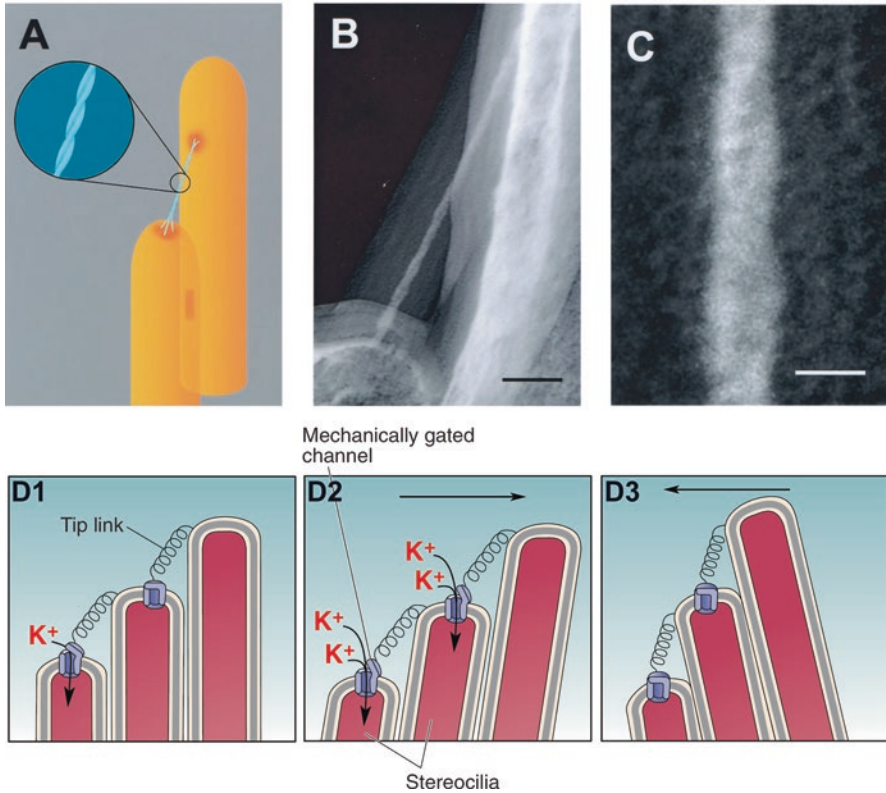 A
B
C
Mechanically gated
channel
D1
D2
D3
Tip link
K+
K+
K+
K+
K+
Stereocilia